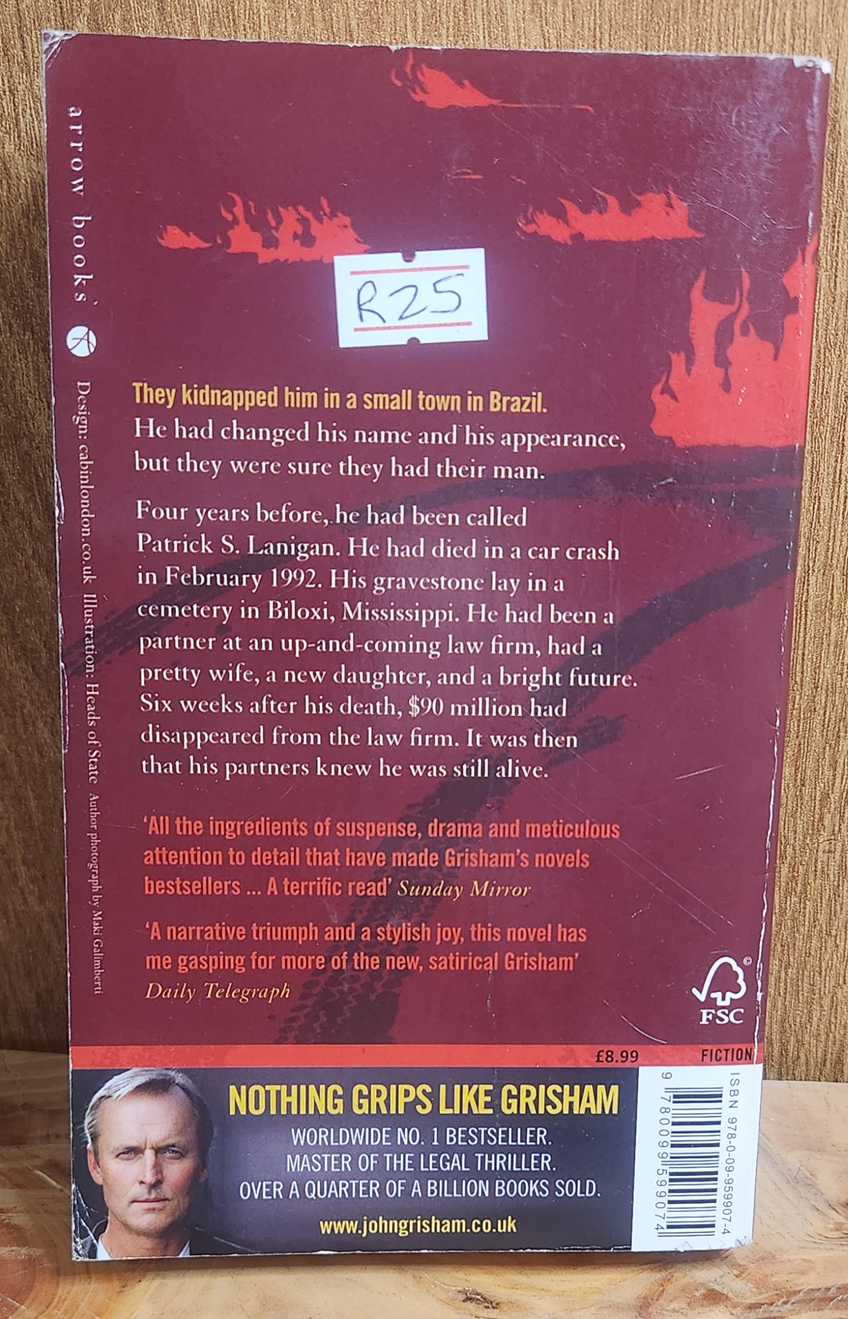 arrow books
Design: cabinlondon.co.uk Illustration: Heads of State Author photograph by Maki Galimberti
R25
They kidnapped him in a small town in Brazil.
He had changed his name and his appearance,
but they were sure they had their man.
Four years before, he had been called
Patrick S. Lanigan. He had died in a car crash
in February 1992. His gravestone lay in a
cemetery in Biloxi, Mississippi. He had been a
partner at an up-and-coming law firm, had a
pretty wife, a new daughter, and a bright future.
Six weeks after his death, $90 million had
disappeared from the law firm. It was then
that his partners knew he was still alive.
'All the ingredients of suspense, drama and meticulous
attention to detail that have made Grisham's novels
bestsellers ... A terrific read' Sunday Mirror
'A narrative triumph and a stylish joy, this novel has
me gasping for more of the new, satirical Grisham'
Daily Telegraph
©
FSC
£8.99 FICTION
NOTHING GRIPS LIKE GRISHAM
WORLDWIDE NO. 1 BESTSELLER.
MASTER OF THE LEGAL THRILLER.
OVER A QUARTER OF A BILLION BOOKS SOLD.
www.johngrisham.co.uk
ISBN 978-0-09-959907-4
9 780099 599074